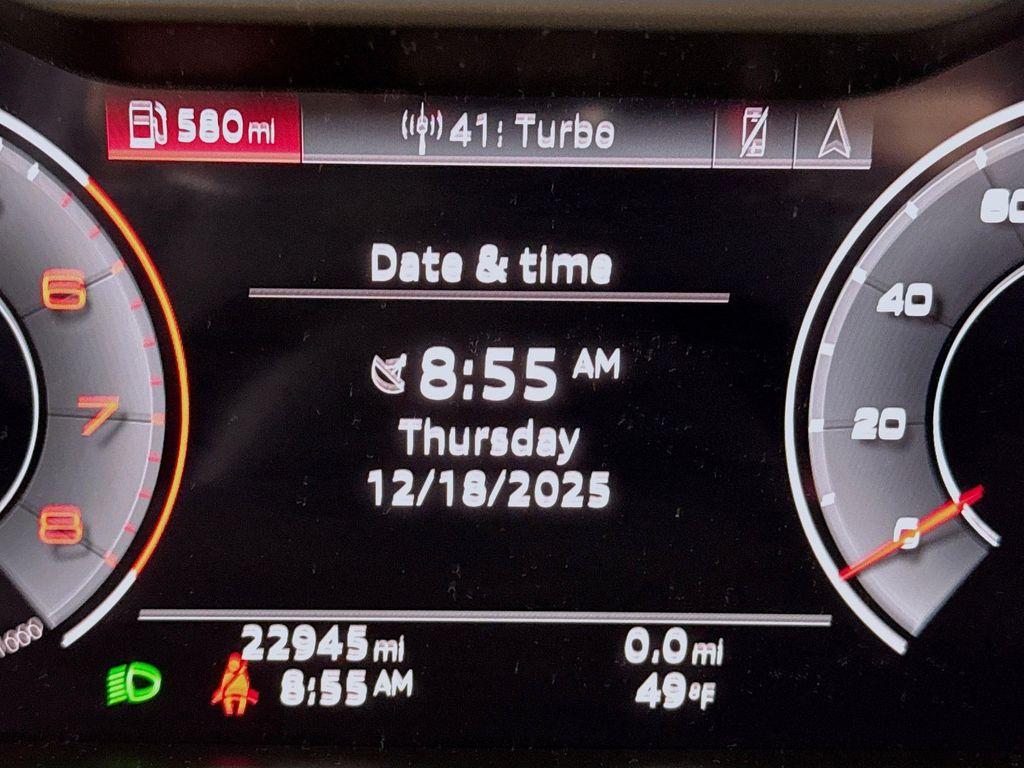 580 mi
41: Turbo
Date & time
8:55 AM
Thursday
12/18/2025
6
7
8
60
40
20
0
22945 mi
0.0 mi
8:55 AM
49 °F